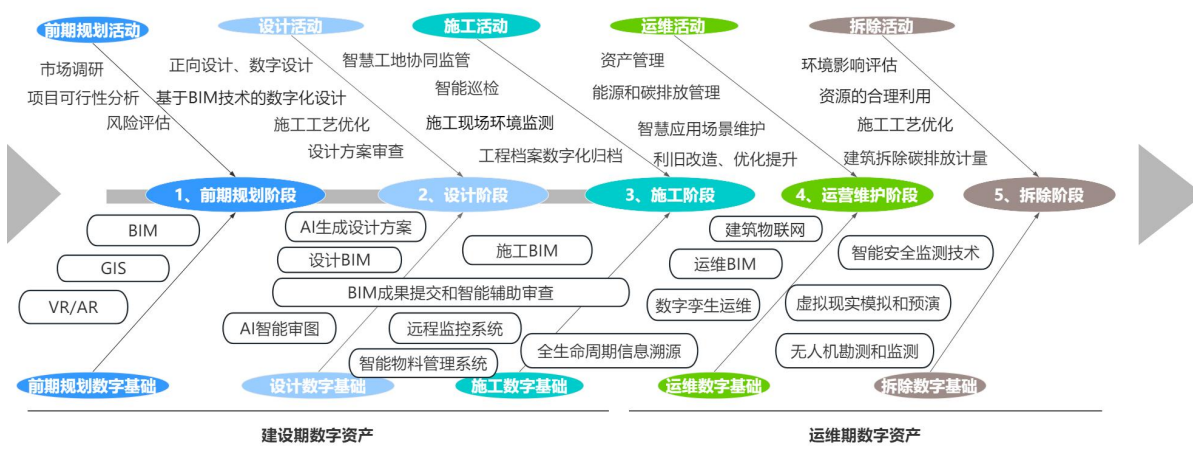 前期规划活动
设计活动
施工活动
运维活动
拆除活动
市场调研
项目可行性分析
风险评估
正向设计、数字设计
基于BIM技术的数字化设计
施工工艺优化
设计方案审查
智慧工地协同监管
智能巡检
施工现场环境监测
工程档案数字化归档
资产管理
能源和碳排放管理
智慧应用场景维护
利旧改造、优化提升
环境影响评估
资源的合理利用
施工工艺优化
建筑拆除碳排放计量
1、前期规划阶段
2、设计阶段
3、施工阶段
4、运营维护阶段
5、拆除阶段
BIM
GIS
VR/AR
AI生成设计方案
设计BIM
BIM成果提交和智能辅助审查
AI智能审图
施工BIM
远程监控系统
智能物料管理系统
全生命周期信息溯源
建筑物联网
运维BIM
数字孪生运维
智能安全监测技术
虚拟现实模拟和预演
无人机勘测和监测
前期规划数字基础
设计数字基础
施工数字基础
运维数字基础
拆除数字基础
建设期数字资产
运维期数字资产